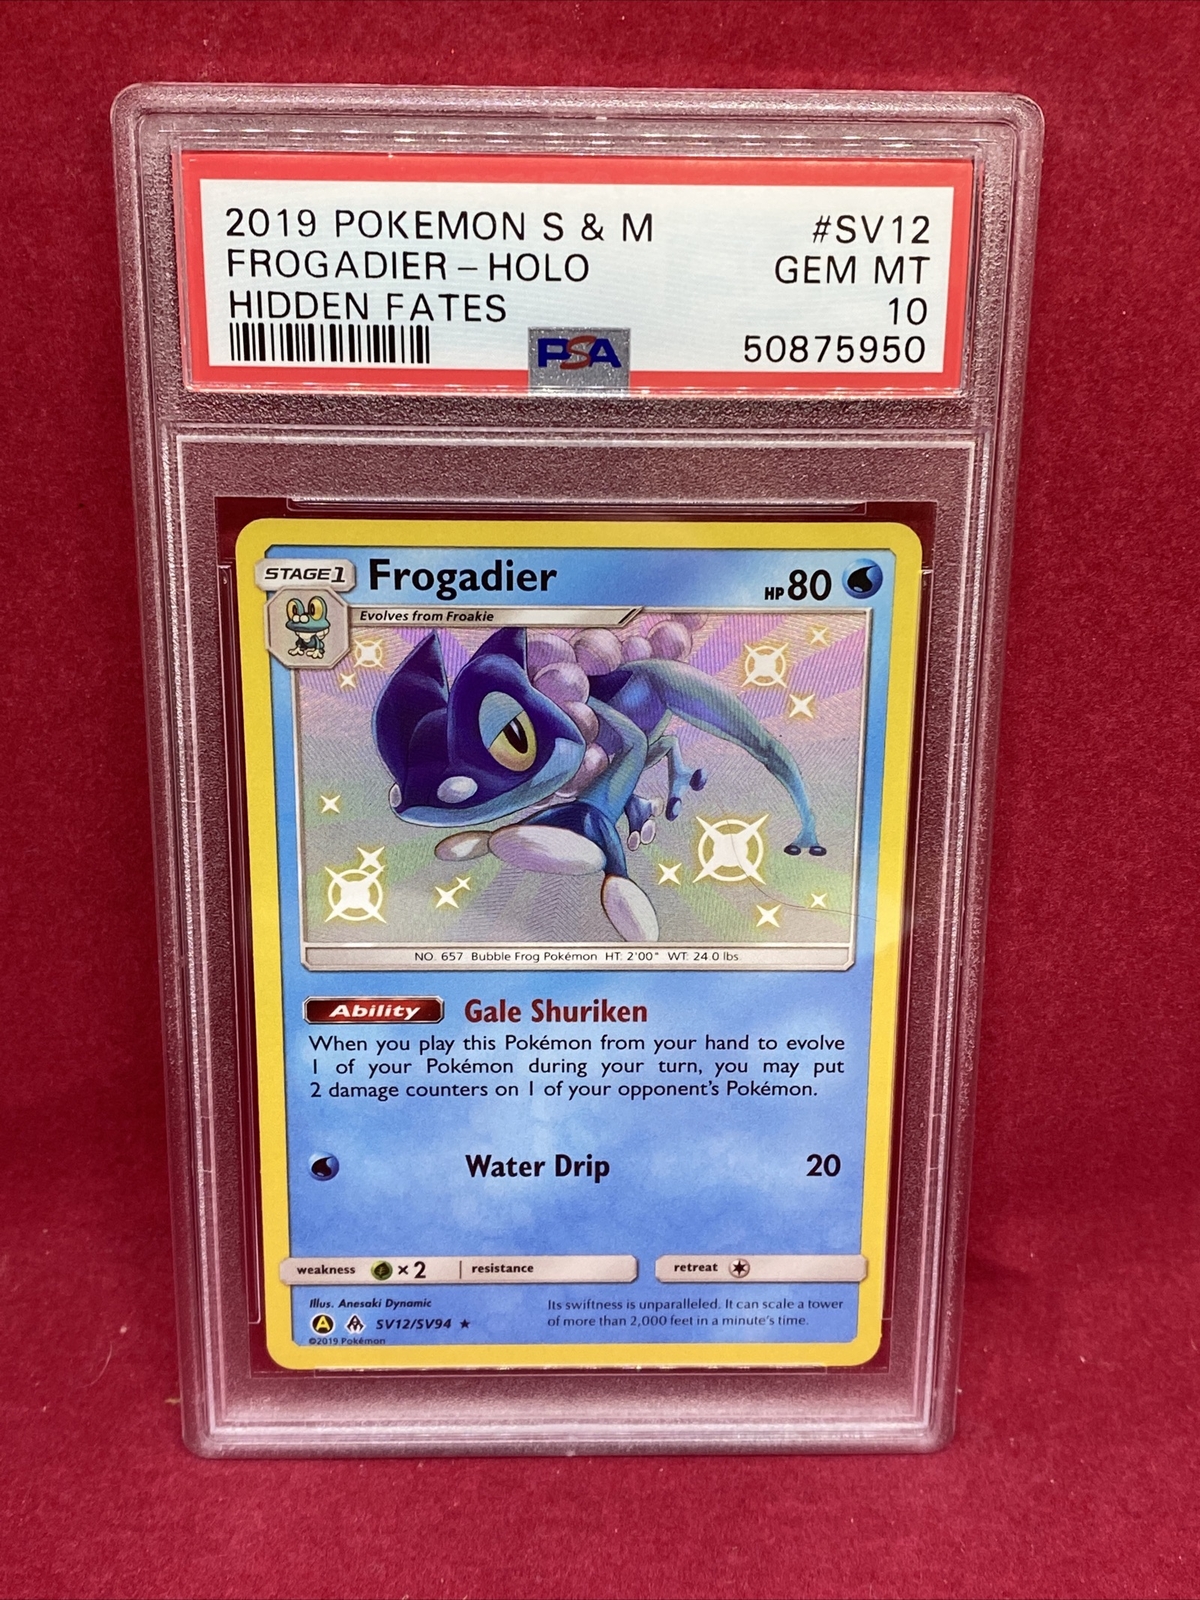 2019 POKEMON S & M #SV12
FROGADIER - HOLO GEM MT
HIDDEN FATES 10
PSA 50875950
STAGE1 Frogadier HP80
Evolves from Froakie
NO. 657 Bubble Frog Pokémon HT: 2'00" WT: 24.0 lbs.
Ability Gale Shuriken
When you play this Pokémon from your hand to evolve
1 of your Pokémon during your turn, you may put
2 damage counters on 1 of your opponent's Pokémon.
Water Drip 20
weakness ×2 resistance retreat
Illus. Anesaki Dynamic
A SV12/SV94 ★
©2019 Pokémon
Its swiftness is unparalleled. It can scale a tower
of more than 2,000 feet in a minute's time.